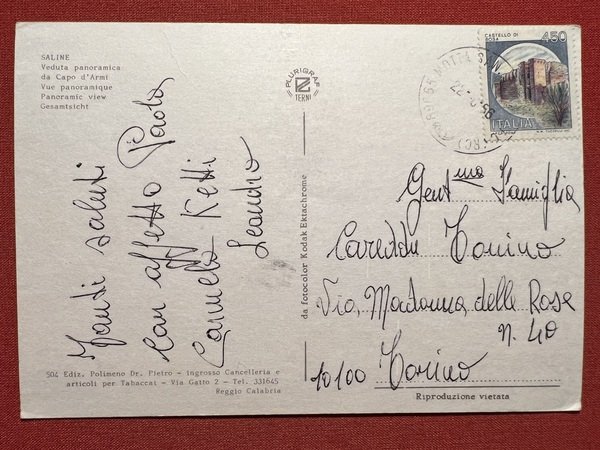 SALINE
Veduta panoramica
da Capo d'Armi
Vue panoramique
Panoramic view
Gesamtsicht
PLURIGRAF
TERNI
CASTELLO DI
BOSA
450
ITALIA
da fotocolor Kodak Ektachrome
Tanti saluti
Con affetto Paola,
Carmela Ketti
Leandro
Gent.ma Famiglia
Careddu Tonino
Via Madonna delle Rose
n. 40
10100 Torino
504 Ediz. Polimeno Dr. Pietro - ingrosso Cancelleria e
articoli per Tabaccai - Via Gatto 2 - Tel. 331645
Reggio Calabria
Riproduzione vietata